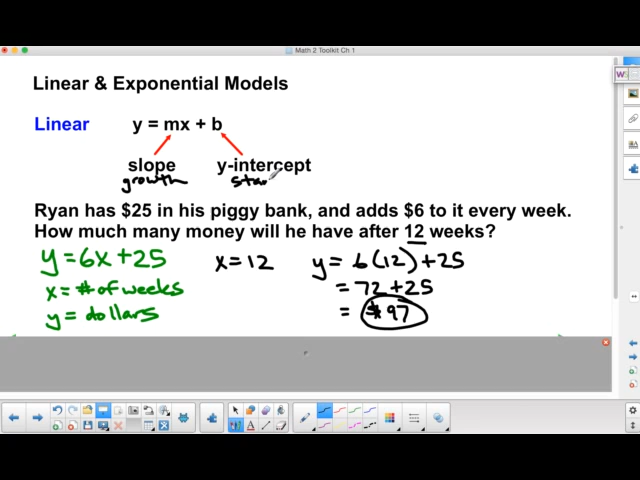 Math 2 Toolkit Ch 1
Linear & Exponential Models
Linear y = mx + b
slope y-intercept
growth star
Ryan has $25 in his piggy bank, and adds $6 to it every week.
How much many money will he have after 12 weeks?
y=6x+25 x=12 y= 6(12)+25
x= # of weeks = 72+25
y= dollars = $97